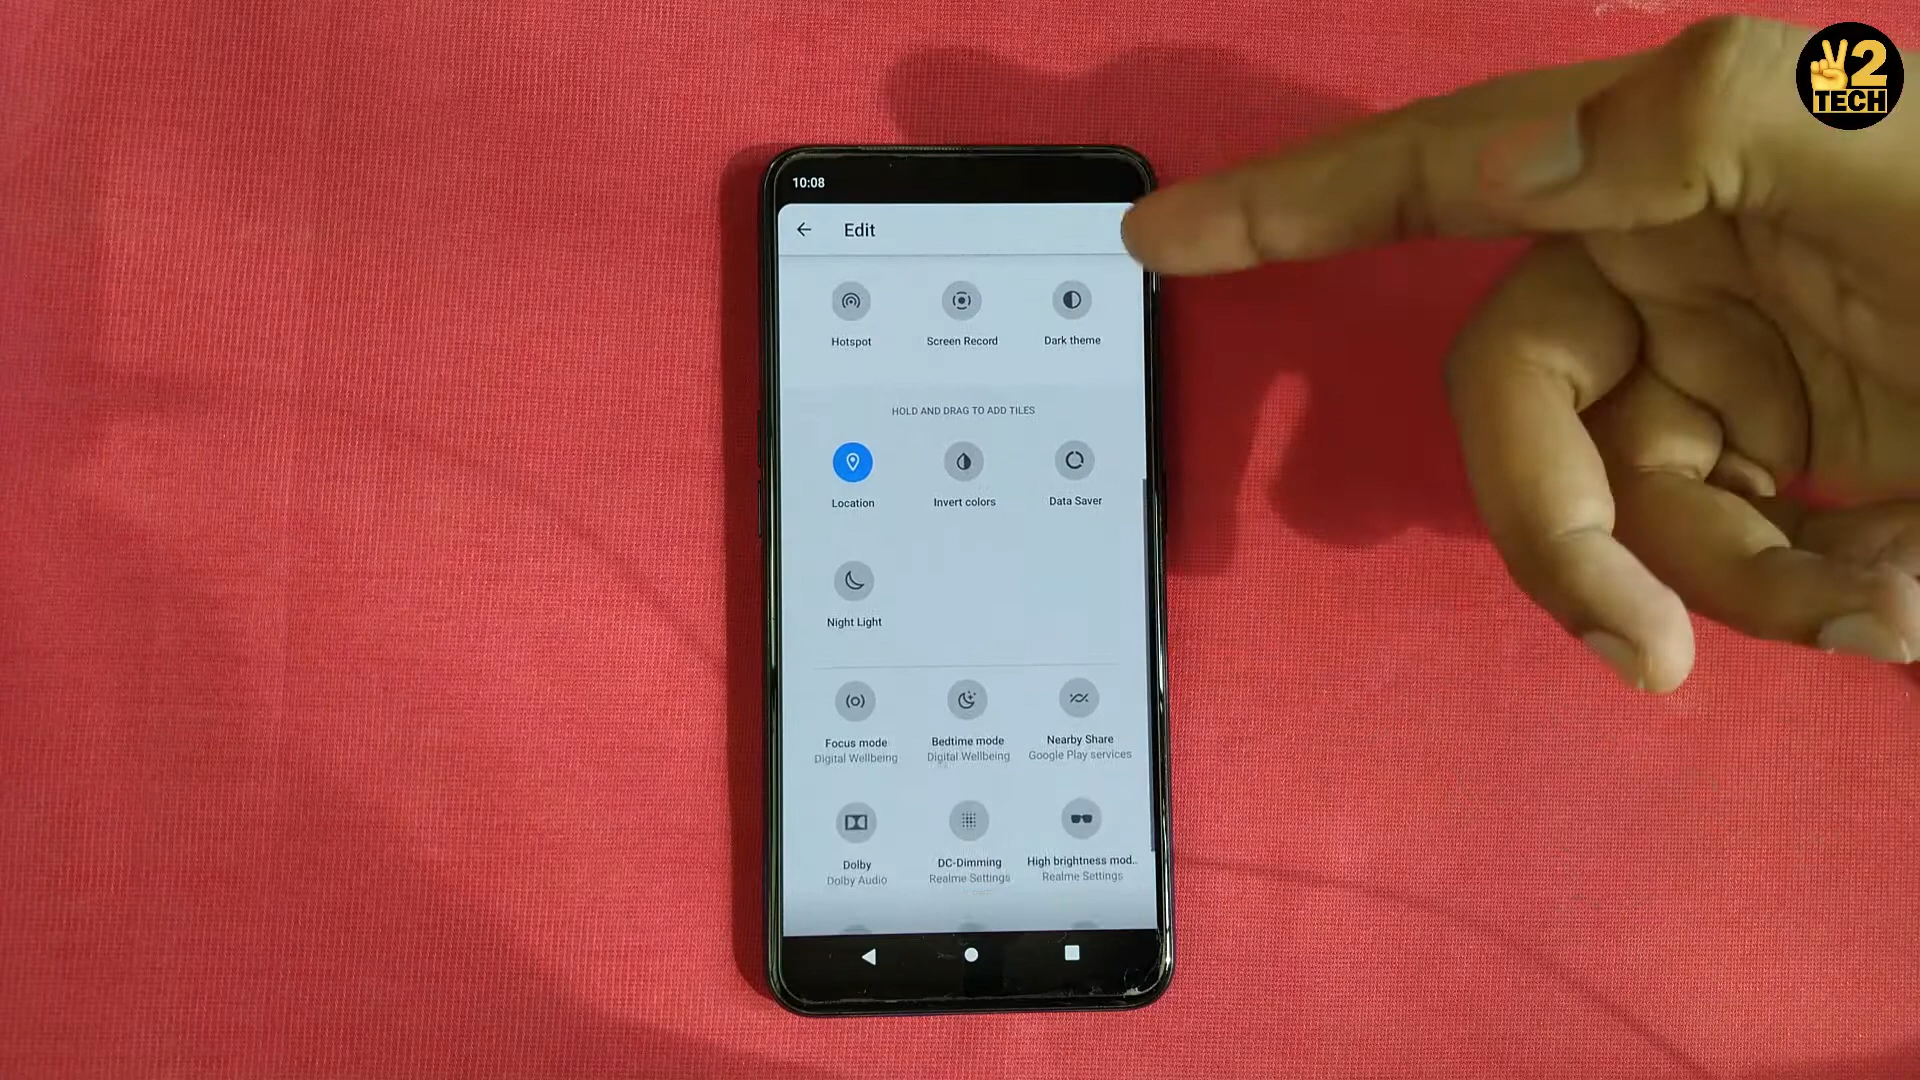 2
TECH
10:08
Edit
Hotspot Screen Record Dark theme
HOLD AND DRAG TO ADD TILES
Location Invert colors Data Saver
Night Light
Focus mode Bedtime mode Nearby Share
Digital Wellbeing Digital Wellbeing Google Play services
Dolby DC-Dimming High brightness mod..
Dolby Audio Realme Settings Realme Settings